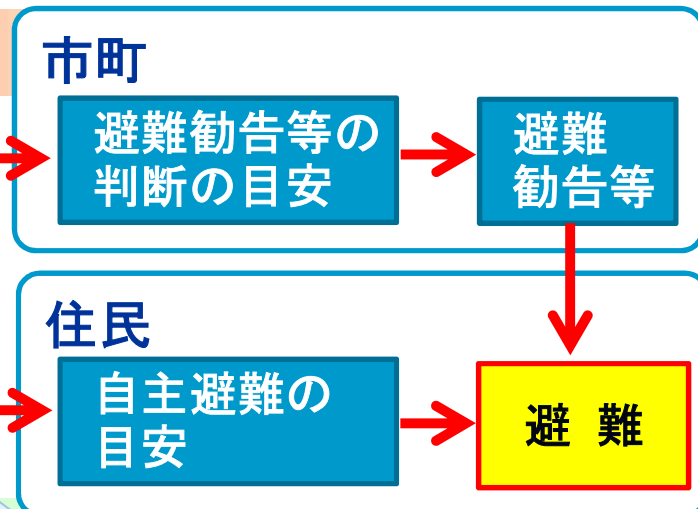 市町
避難勧告等の
判断の目安
避難
勧告等
住民
自主避難の
目安
避 難